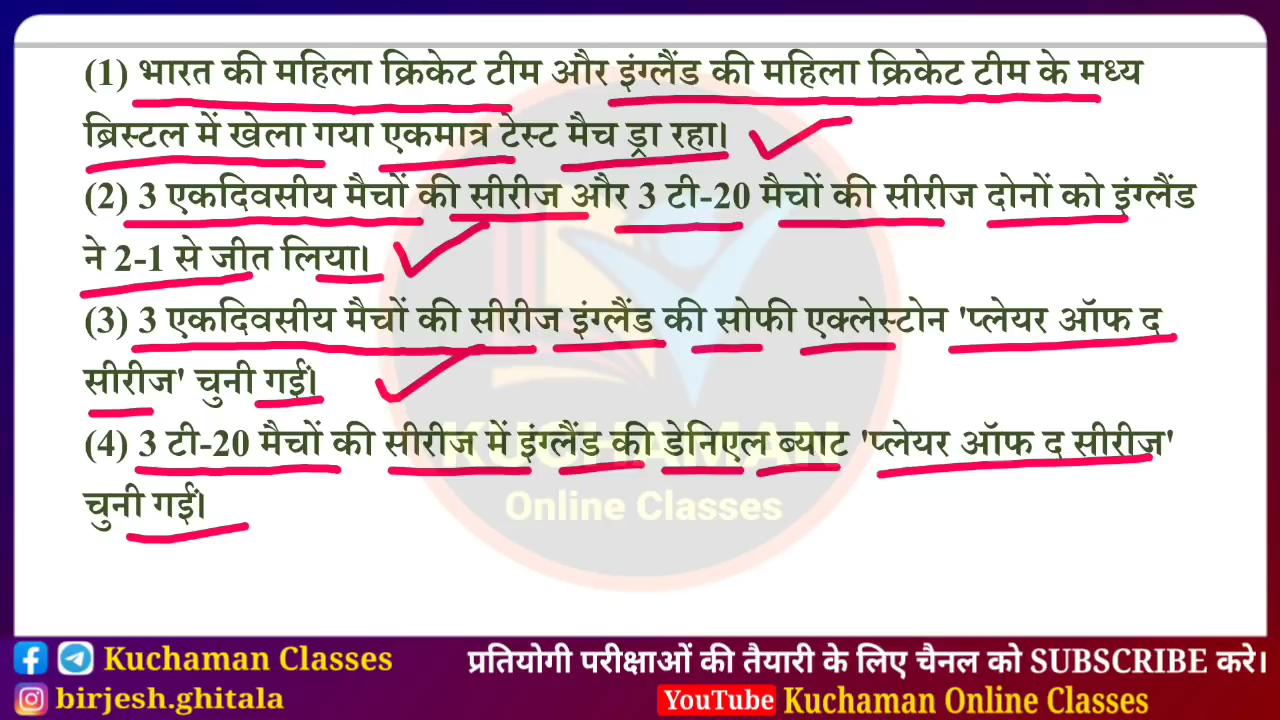 (1) भारत की महिला क्रिकेट टीम और इंग्लैंड की महिला क्रिकेट टीम के मध्य
ब्रिस्टल में खेला गया एकमात्र टेस्ट मैच ड्रा रहा।
(2) 3 एकदिवसीय मैचों की सीरीज और 3 टी-20 मैचों की सीरीज दोनों को इंग्लैंड
ने 2-1 से जीत लिया।
(3) 3 एकदिवसीय मैचों की सीरीज इंग्लैंड की सोफी एक्लेस्टोन 'प्लेयर ऑफ द
सीरीज' चुनी गईं।
(4) 3 टी-20 मैचों की सीरीज में इंग्लैंड की डेनिएल ब्याट 'प्लेयर ऑफ द सीरीज'
चुनी गईं।
KUCHAMAN
Online Classes
Kuchaman Classes
प्रतियोगी परीक्षाओं की तैयारी के लिए चैनल को SUBSCRIBE करे।
birjesh.ghitala
YouTube Kuchaman Online Classes